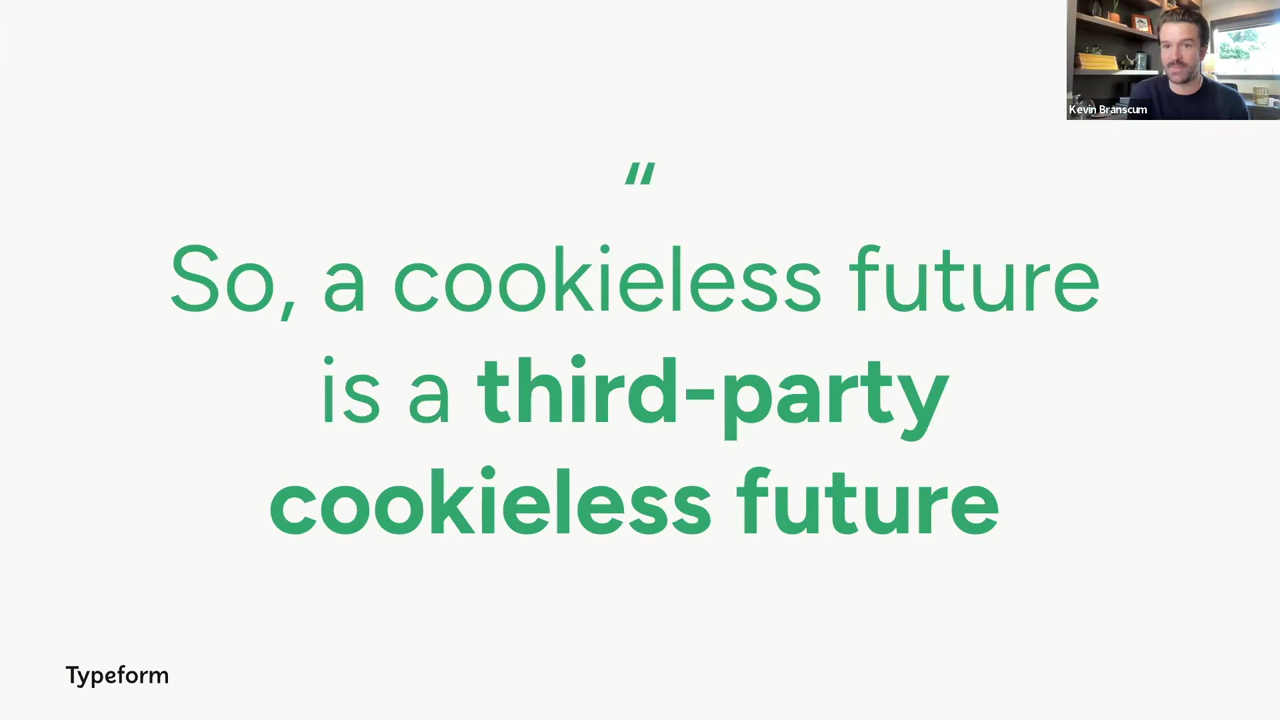 Kevin Branscum
“
So, a cookieless future
is a third-party
cookieless future
Typeform